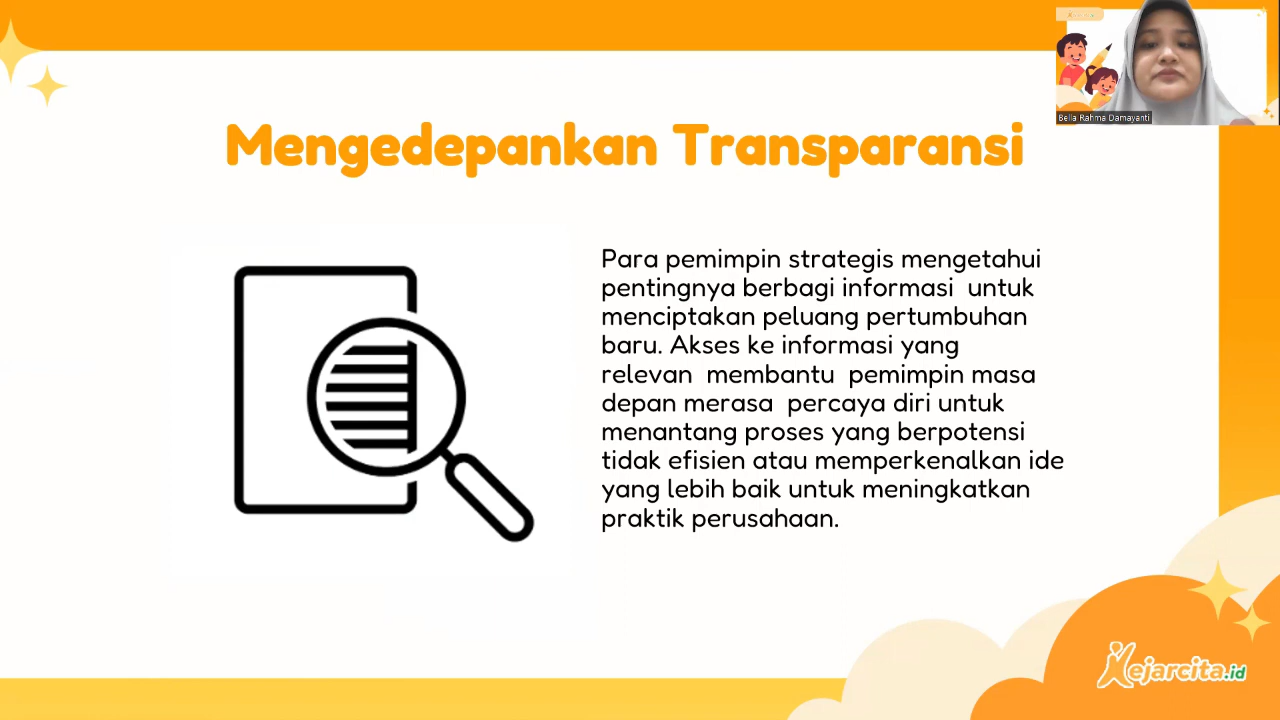 Mengedepankan Transparansi
Para pemimpin strategis mengetahui
pentingnya berbagi informasi untuk
menciptakan peluang pertumbuhan
baru. Akses ke informasi yang
relevan membantu pemimpin masa
depan merasa percaya diri untuk
menantang proses yang berpotensi
tidak efisien atau memperkenalkan ide
yang lebih baik untuk meningkatkan
praktik perusahaan.
Bella Rahma Damayanti
Kejarcita.id